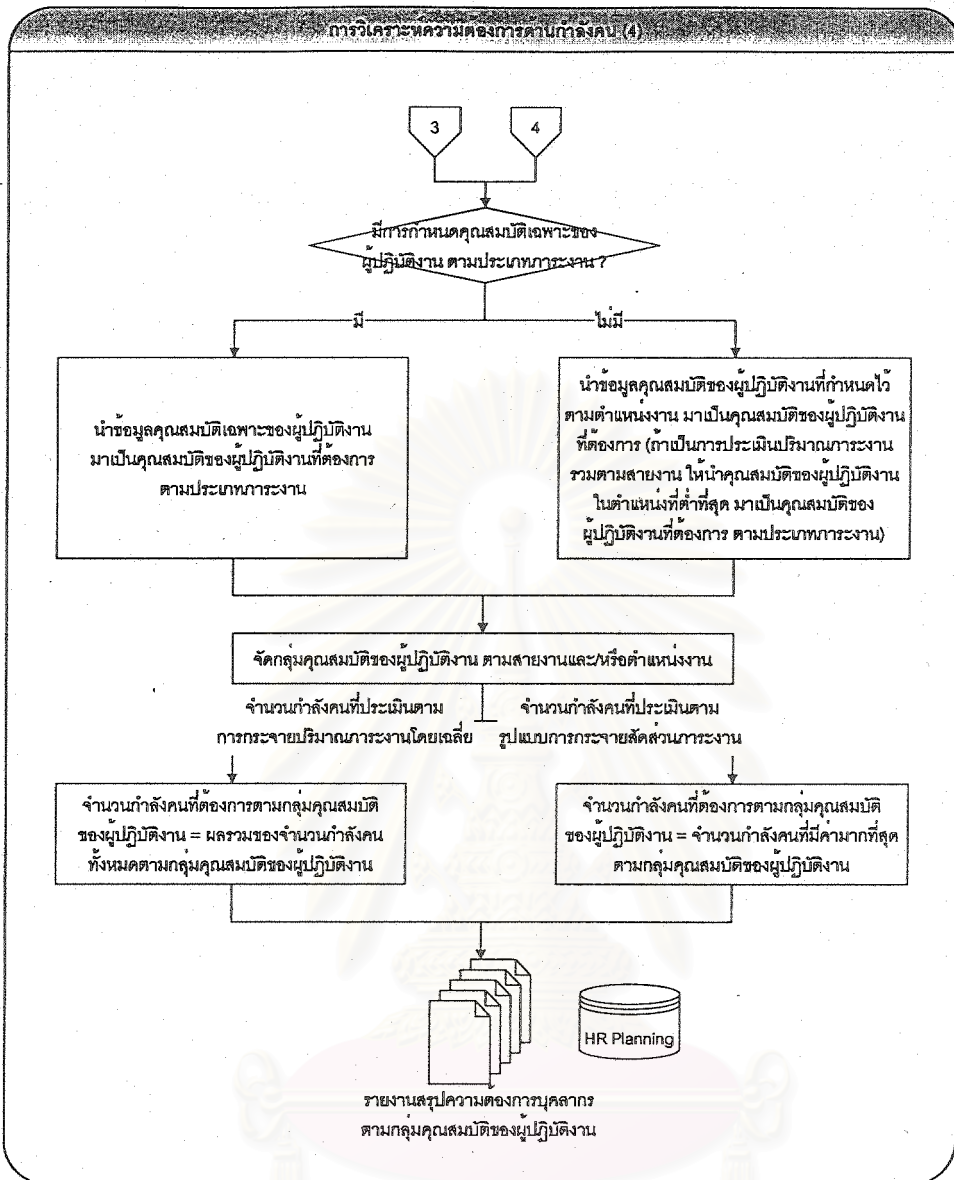 การวิเคราะห์ความต้องการด้านกำลังคน (4)
3
4
มีการกำหนดคุณสมบัติเฉพาะของ
ผู้ปฏิบัติงาน ตามประเภทภาระงาน ?
มี
ไม่มี
นำข้อมูลคุณสมบัติเฉพาะของผู้ปฏิบัติงาน
มาเป็นคุณสมบัติของผู้ปฏิบัติงานที่ต้องการ
ตามประเภทภาระงาน
นำข้อมูลคุณสมบัติของผู้ปฏิบัติงานที่กำหนดไว้
ตามตำแหน่งงาน มาเป็นคุณสมบัติของผู้ปฏิบัติงาน
ที่ต้องการ (ถ้าเป็นการประเมินปริมาณภาระงาน
รวมตามสายงาน ให้นำคุณสมบัติของผู้ปฏิบัติงาน
ในตำแหน่งที่ต่ำที่สุด มาเป็นคุณสมบัติของ
ผู้ปฏิบัติงานที่ต้องการ ตามประเภทภาระงาน)
จัดกลุ่มคุณสมบัติของผู้ปฏิบัติงาน ตามสายงานและ/หรือตำแหน่งงาน
จำนวนกำลังคนที่ประเมินตาม
การกระจายปริมาณภาระงานโดยเฉลี่ย
จำนวนกำลังคนที่ประเมินตาม
รูปแบบการกระจายสัดส่วนภาระงาน
จำนวนกำลังคนที่ต้องการตามกลุ่มคุณสมบัติ
ของผู้ปฏิบัติงาน = ผลรวมของจำนวนกำลังคน
ทั้งหมดตามกลุ่มคุณสมบัติของผู้ปฏิบัติงาน
จำนวนกำลังคนที่ต้องการตามกลุ่มคุณสมบัติ
ของผู้ปฏิบัติงาน = จำนวนกำลังคนที่มีค่ามากที่สุด
ตามกลุ่มคุณสมบัติของผู้ปฏิบัติงาน
HR Planning
รายงานสรุปความต้องการบุคลากร
ตามกลุ่มคุณสมบัติของผู้ปฏิบัติงาน